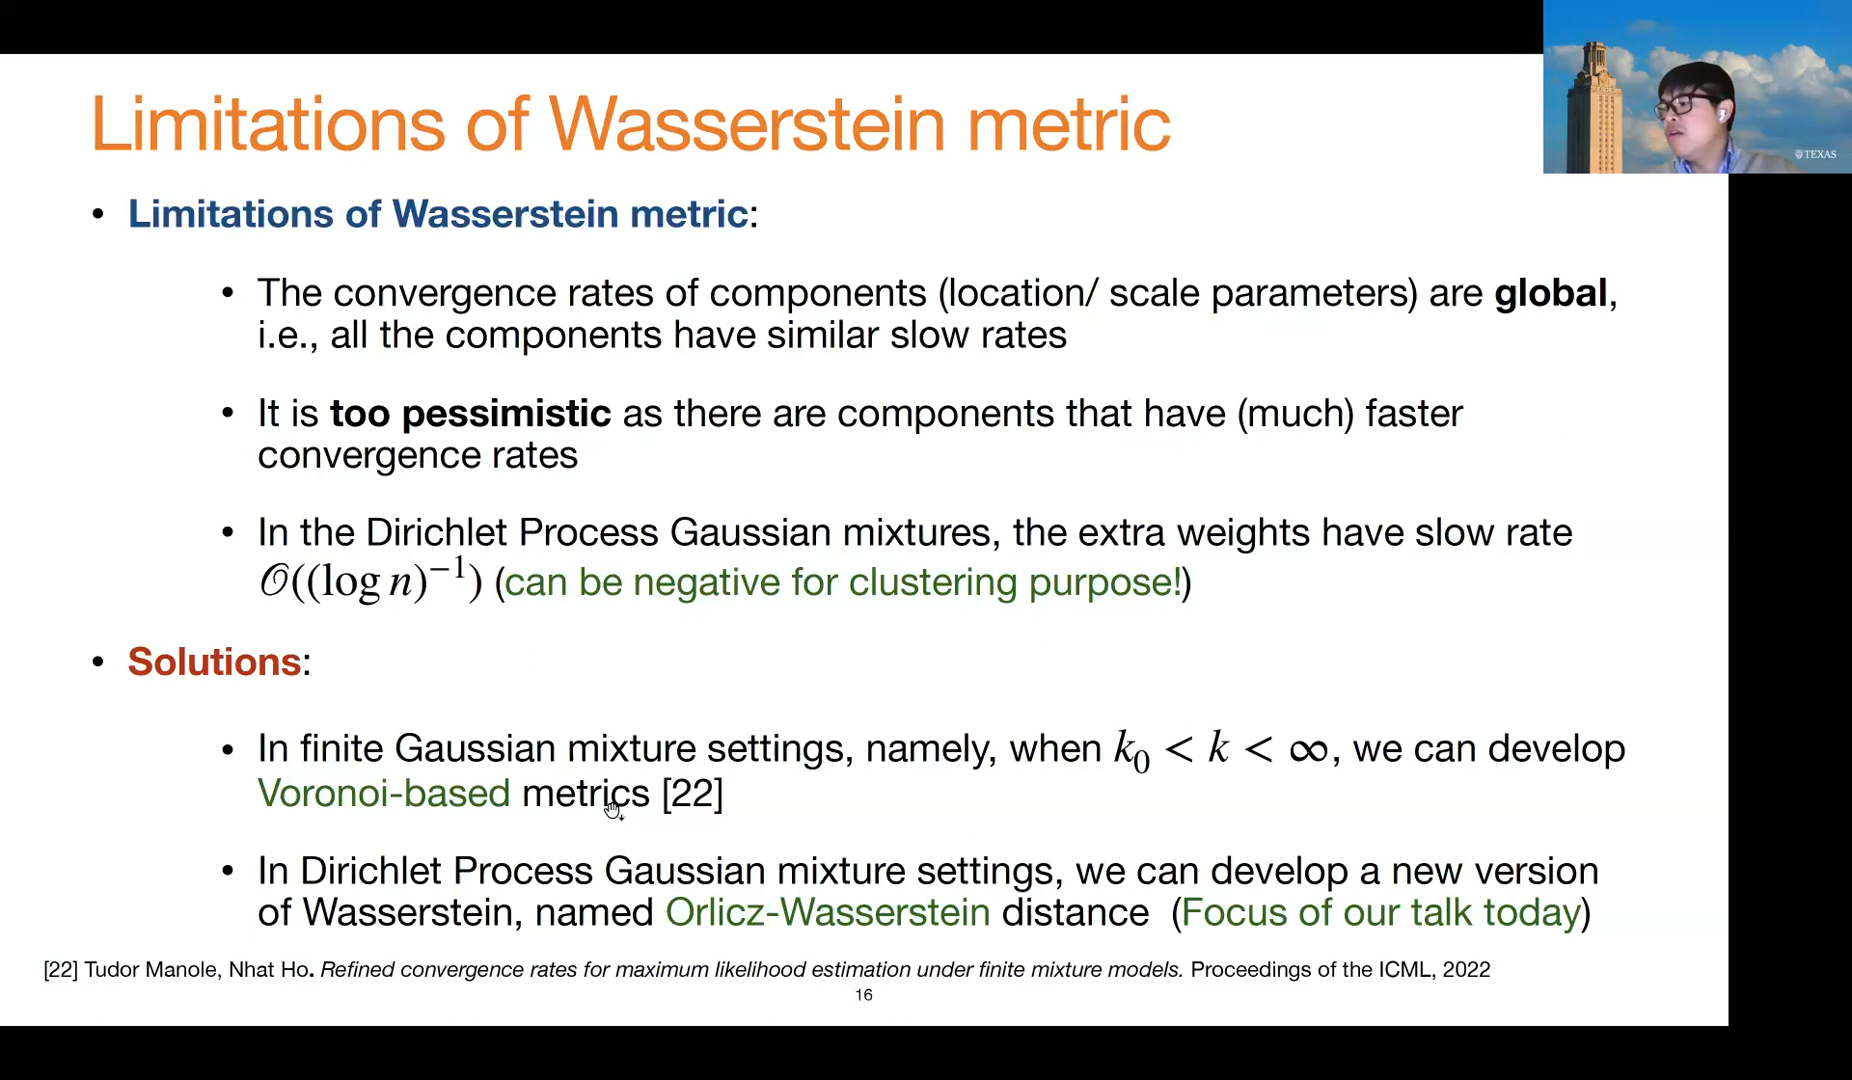 Limitations of Wasserstein metric
TEXAS
• Limitations of Wasserstein metric:
• The convergence rates of components (location/ scale parameters) are global,
i.e., all the components have similar slow rates
• It is too pessimistic as there are components that have (much) faster
convergence rates
• In the Dirichlet Process Gaussian mixtures, the extra weights have slow rate
𝒪((log n)⁻¹) (can be negative for clustering purpose!)
• Solutions:
• In finite Gaussian mixture settings, namely, when k₀ < k < ∞, we can develop
Voronoi-based metrics [22]
• In Dirichlet Process Gaussian mixture settings, we can develop a new version
of Wasserstein, named Orlicz-Wasserstein distance (Focus of our talk today)
[22] Tudor Manole, Nhat Ho. Refined convergence rates for maximum likelihood estimation under finite mixture models. Proceedings of the ICML, 2022
16